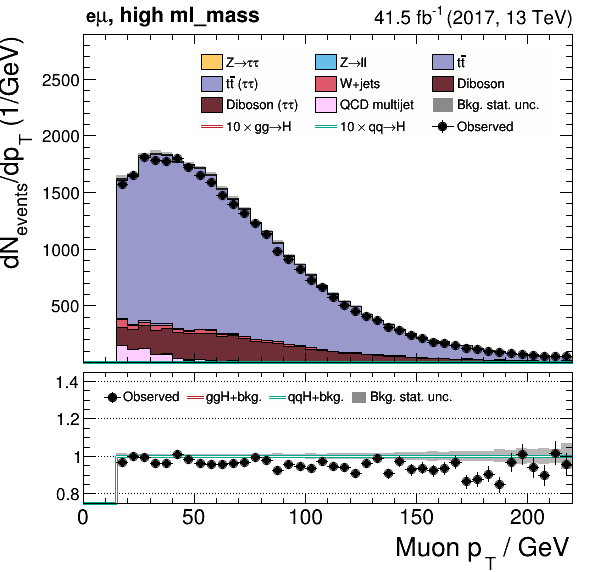 eμ, high ml_mass 41.5 fb⁻¹ (2017, 13 TeV)
dN_events/dp_T (1/GeV)
2500
2000
1500
1000
500
Z→ττ Z→ll tt̄
tt̄ (ττ) W+jets Diboson
Diboson (ττ) QCD multijet Bkg. stat. unc.
10 × gg→H 10 × qq→H Observed
1.4
1.2
1
0.8
Observed ggH+bkg. qqH+bkg. Bkg. stat. unc.
0 50 100 150 200
Muon p_T / GeV